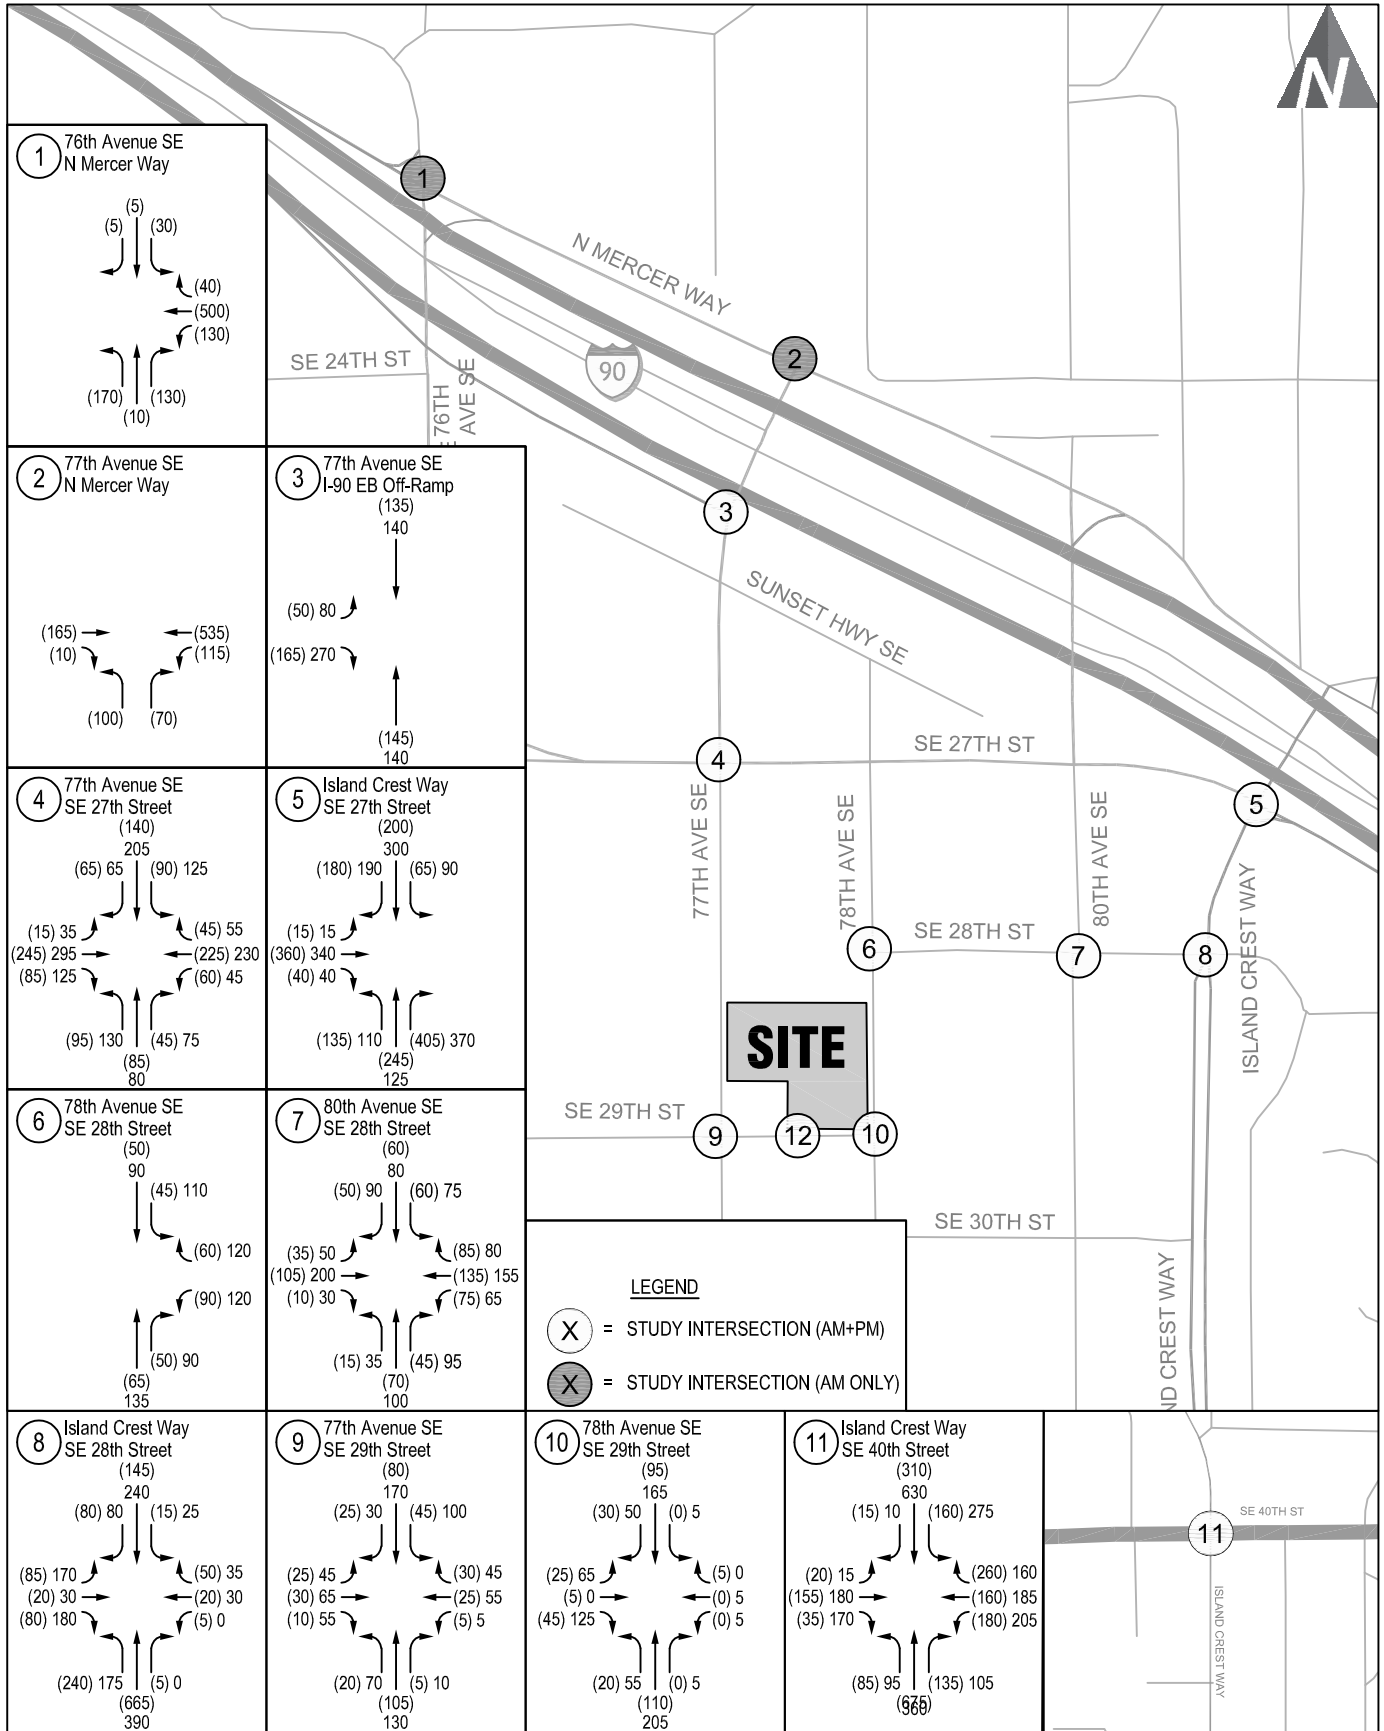 N
1
76th Avenue SE
N Mercer Way
(5)
(5) (30)
(40)
(500)
(130)
(170) (130)
(10)
2
77th Avenue SE
N Mercer Way
(165) (535)
(10) (115)
(100) (70)
3
77th Avenue SE
I-90 EB Off-Ramp
(135)
140
(50) 80
(165) 270
(145)
140
4
77th Avenue SE
SE 27th Street
(140)
205
(65) 65 (90) 125
(15) 35 (45) 55
(245) 295 (225) 230
(85) 125 (60) 45
(95) 130 (45) 75
(85)
80
5
Island Crest Way
SE 27th Street
(200)
300
(180) 190 (65) 90
(15) 15
(360) 340
(40) 40
(135) 110 (405) 370
(245)
125
6
78th Avenue SE
SE 28th Street
(50)
90
(45) 110
(60) 120
(90) 120
(50) 90
(65)
135
7
80th Avenue SE
SE 28th Street
(60)
80
(50) 90 (60) 75
(35) 50 (85) 80
(105) 200 (135) 155
(10) 30 (75) 65
(15) 35 (45) 95
(70)
100
8
Island Crest Way
SE 28th Street
(145)
240
(80) 80 (15) 25
(85) 170 (50) 35
(20) 30 (20) 30
(80) 180 (5) 0
(240) 175 (5) 0
(665)
390
9
77th Avenue SE
SE 29th Street
(80)
170
(25) 30 (45) 100
(25) 45 (30) 45
(30) 65 (25) 55
(10) 55 (5) 5
(20) 70 (5) 10
(105)
130
10
78th Avenue SE
SE 29th Street
(95)
165
(30) 50 (0) 5
(25) 65 (5) 0
(5) 0 (0) 5
(45) 125 (0) 5
(20) 55 (0) 5
(110)
205
11
Island Crest Way
SE 40th Street
(310)
630
(15) 10 (160) 275
(20) 15 (260) 160
(155) 180 (160) 185
(35) 170 (180) 205
(85) 95 (135) 105
1
N MERCER WAY
2
90
SE 24TH ST
76TH
AVE SE
3
SUNSET HWY SE
4
SE 27TH ST
5
77TH AVE SE
78TH AVE SE
80TH AVE SE
ISLAND CREST WAY
6
SE 28TH ST
7
8
SITE
SE 29TH ST
9
12
10
SE 30TH ST
ND CREST WAY
LEGEND
X = STUDY INTERSECTION (AM+PM)
X = STUDY INTERSECTION (AM ONLY)
11
SE 40TH ST
ISLAND CREST WAY